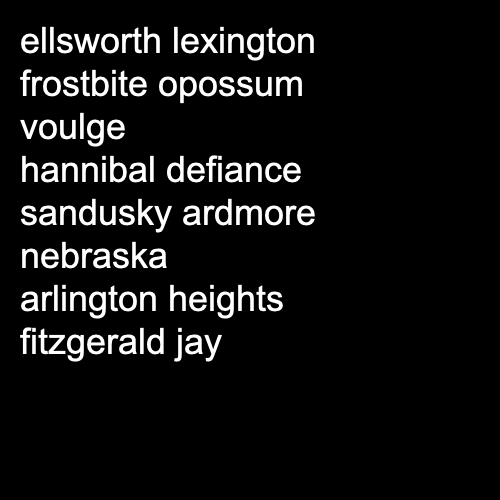 ellsworth lexington
frostbite opossum
voulge
hannibal defiance
sandusky ardmore
nebraska
arlington heights
fitzgerald jay